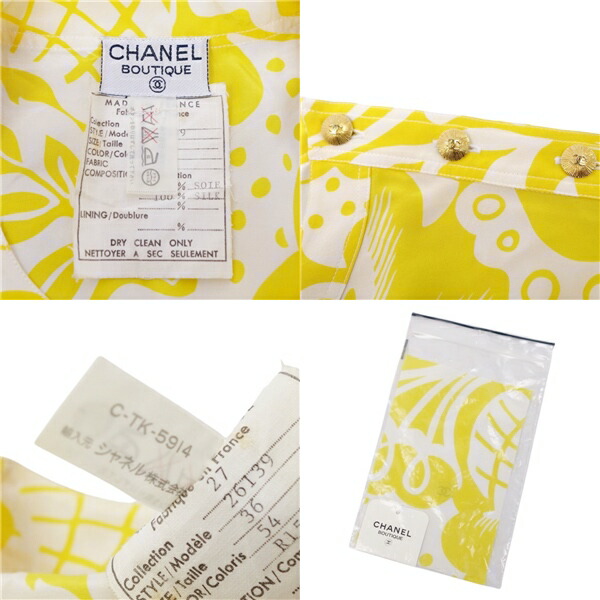 CHANEL
BOUTIQUE
MADE FRANCE
Collection
STYLE/Modèle 9
SIZE/Taille
COLOR/Coloris
FABRIC
COMPOSITION
% SOIE
100 % SILK
%
LINING/Doublure
%
DRY CLEAN ONLY
NETTOYER A SEC SEULEMENT
C-TK-5914
輸入元 シャネル株式会社
Fabriqué en France
Collection 27
STYLE/Modèle 26139
SIZE/Taille 36
COLOR/Coloris 54
CHANEL
BOUTIQUE